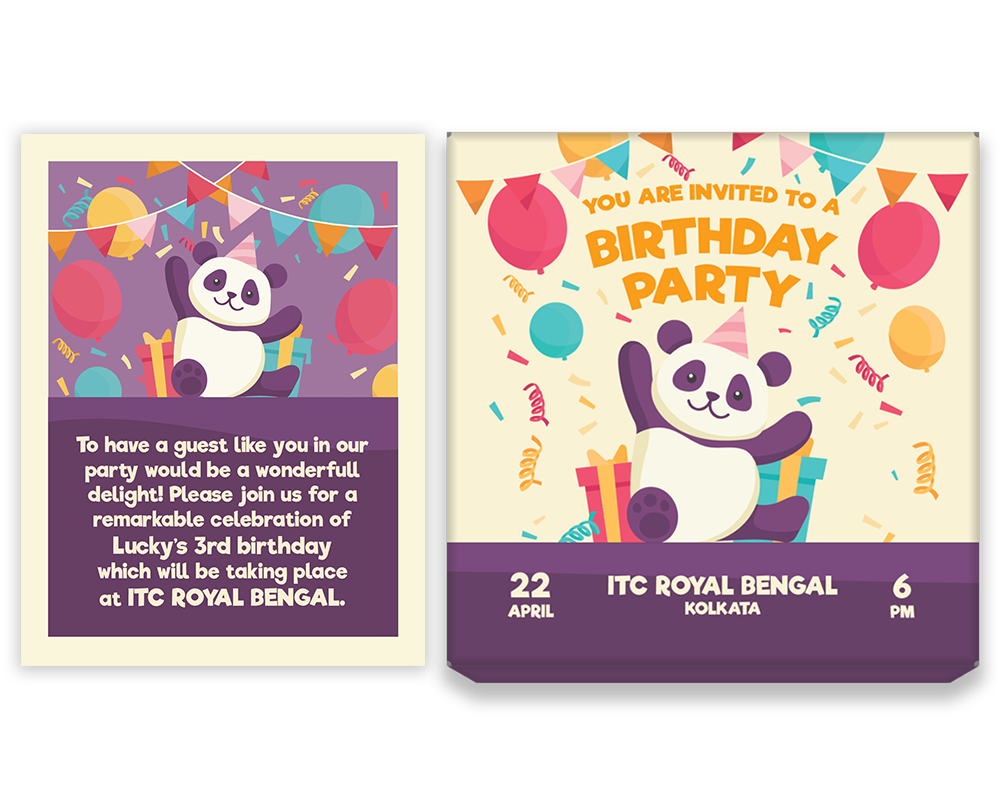 To have a guest like you in our
party would be a wonderfull
delight! Please join us for a
remarkable celebration of
Lucky's 3rd birthday
which will be taking place
at ITC ROYAL BENGAL.
YOU ARE INVITED TO A
BIRTHDAY
PARTY
22
APRIL
ITC ROYAL BENGAL
KOLKATA
6
PM